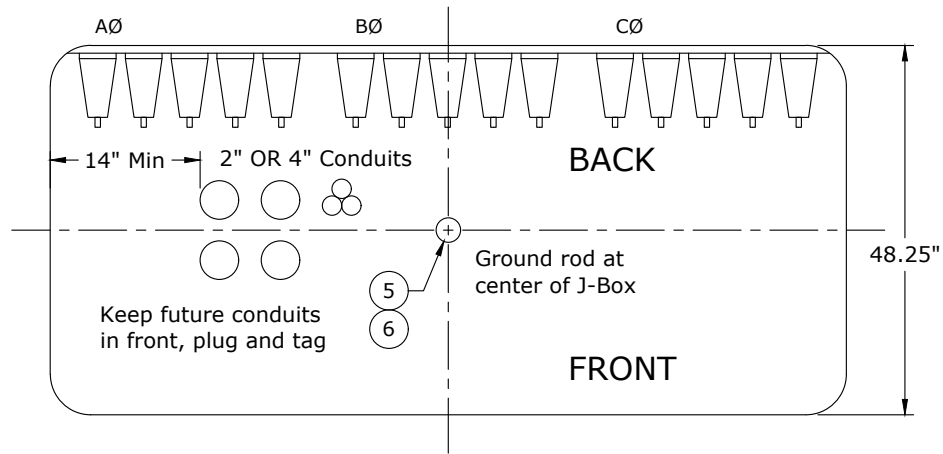 AØ BØ CØ
14" Min 2" OR 4" Conduits
BACK
48.25"
Ground rod at
center of J-Box
5
6
Keep future conduits
in front, plug and tag
FRONT